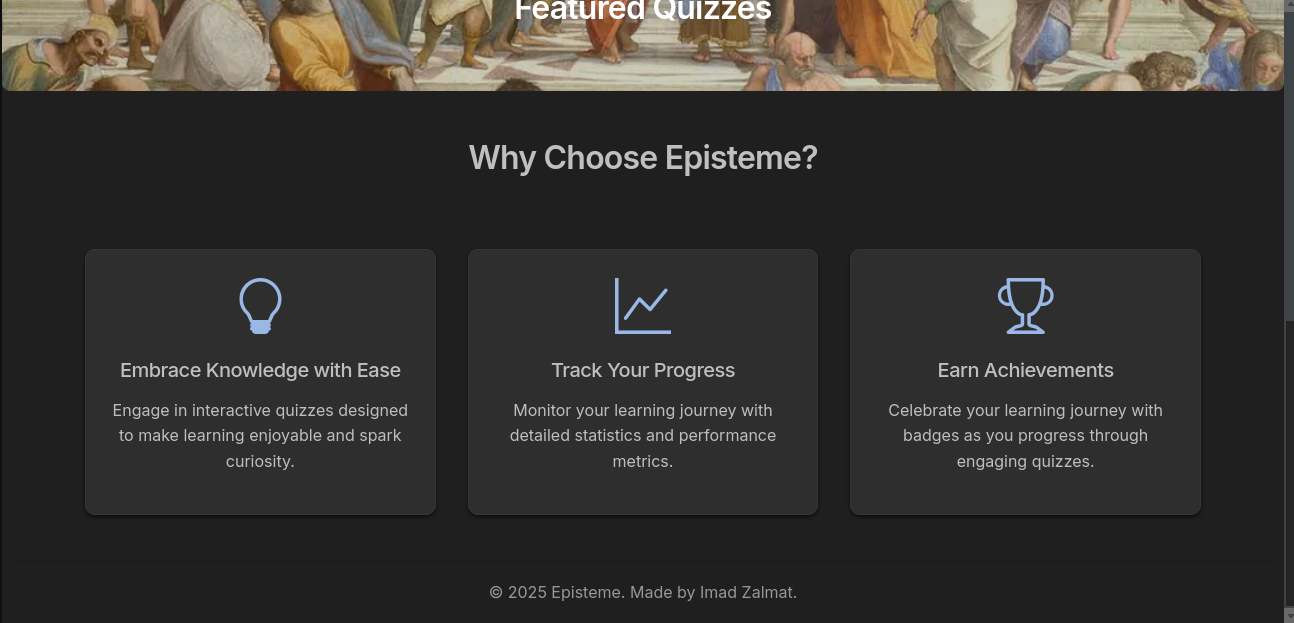 Featured Quizzes
Why Choose Episteme?
Embrace Knowledge with Ease
Engage in interactive quizzes designed
to make learning enjoyable and spark
curiosity.
Track Your Progress
Monitor your learning journey with
detailed statistics and performance
metrics.
Earn Achievements
Celebrate your learning journey with
badges as you progress through
engaging quizzes.
© 2025 Episteme. Made by Imad Zalmat.